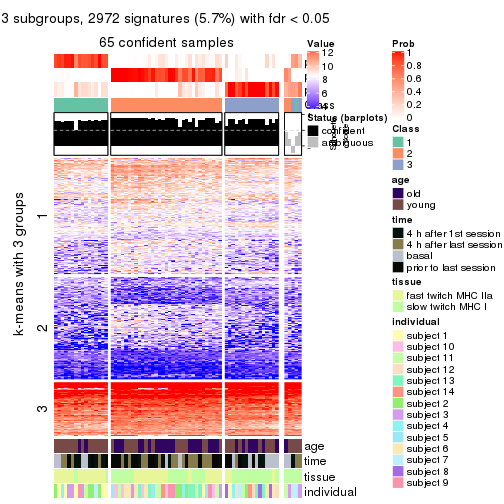 3 subgroups, 2972 signatures (5.7%) with fdr < 0.05
65 confident samples
k-means with 3 groups
1
2
3
age
time
tissue
individual
Value
12
10
8
6
Status (barplots)
confident
ambiguous
Prob
1
0.8
0.6
0.4
0.2
0
Class
1
2
3
age
old
young
time
4 h after 1st session
4 h after last session
basal
prior to last session
tissue
fast twitch MHC IIa
slow twitch MHC I
individual
subject 1
subject 10
subject 11
subject 12
subject 13
subject 14
subject 2
subject 3
subject 4
subject 5
subject 6
subject 7
subject 8
subject 9